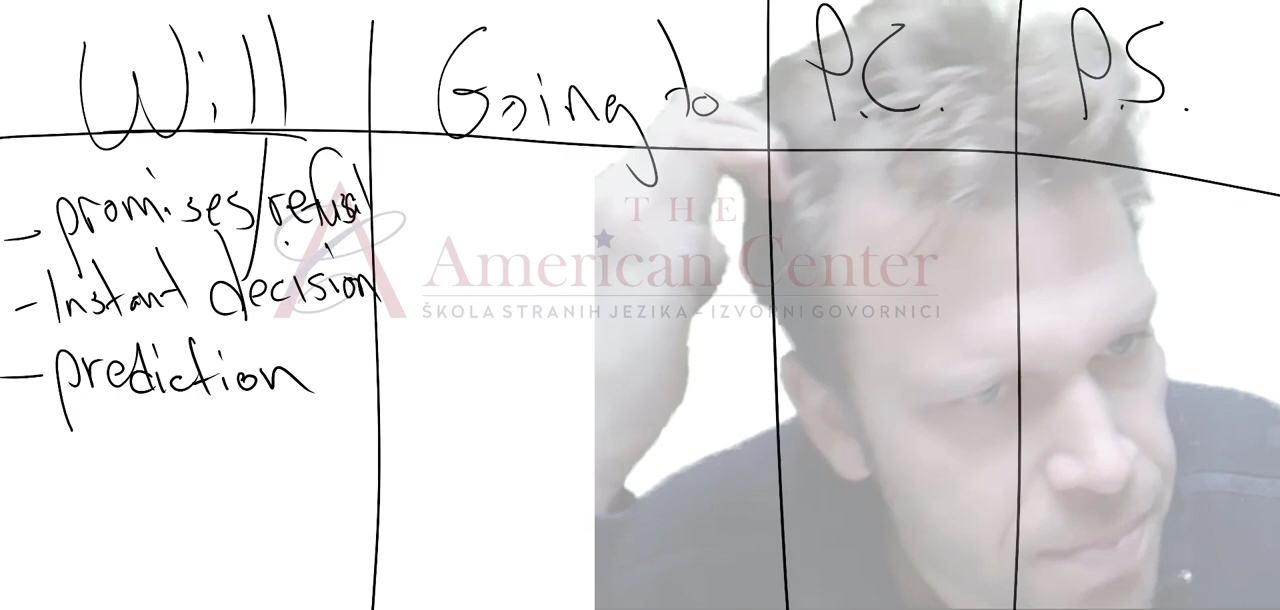 Will Going to P.C. P.S.
- promises/refusal
- Instant decision
- prediction
THE
American Center
ŠKOLA STRANIH JEZIKA - IZVORNI GOVORNICI